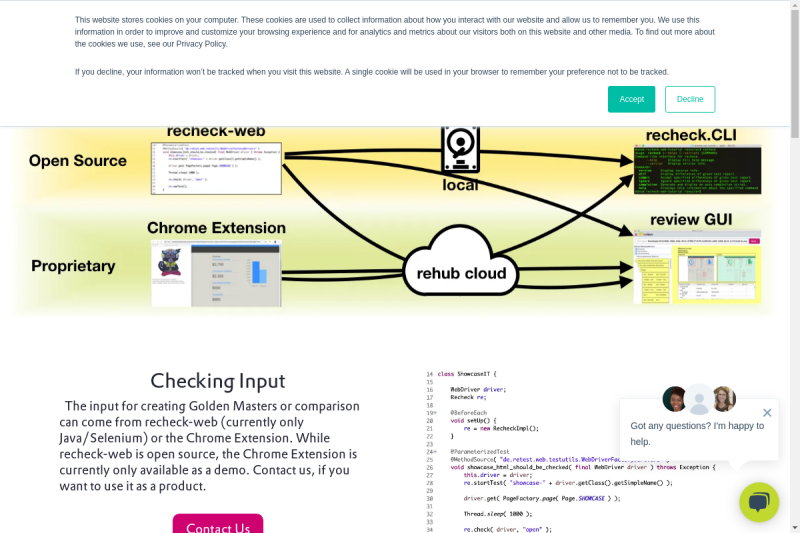 This website stores cookies on your computer. These cookies are used to collect information about how you interact with our website and allow us to remember you. We use this
information in order to improve and customize your browsing experience and for analytics and metrics about our visitors both on this website and other media. To find out more
about the cookies we use, see our Privacy Policy.
If you decline, your information won't be tracked when you visit this website. A single cookie will be used in your browser to remember your preference not to be tracked.
Accept
Decline
recheck-web
recheck.CLI
Open Source
local
Chrome Extension
review GUI
Proprietary
rehub cloud
Checking Input
The input for creating Golden Masters or comparison
can come from recheck-web (currently only
Java/Selenium) or the Chrome Extension. While
recheck-web is open source, the Chrome Extension is
currently only available as a demo. Contact us, if you
want to use it as a product.
Contact Us
14 class ShowcaseIT {
15
16 WebDriver driver;
17 Recheck re;
18
19 @BeforeEach
20 void setUp() {
21 re = new RecheckImpl();
22 }
23
24 @ParameterizedTest
25 @MethodSource( "de.retest.web.testutils.WebDriverFac
26 void showcase_html_should_be_checked( final WebDriver driver ) throws Exception {
27 this.driver = driver;
28 re.startTest( "showcase-" + driver.getClass().getSimpleName() );
29
30 driver.get( PageFactory.page( Page.SHOWCASE ) );
31
32 Thread.sleep( 1000 );
33
34 re.check( driver, "open" );
Got any questions? I'm happy to
help.